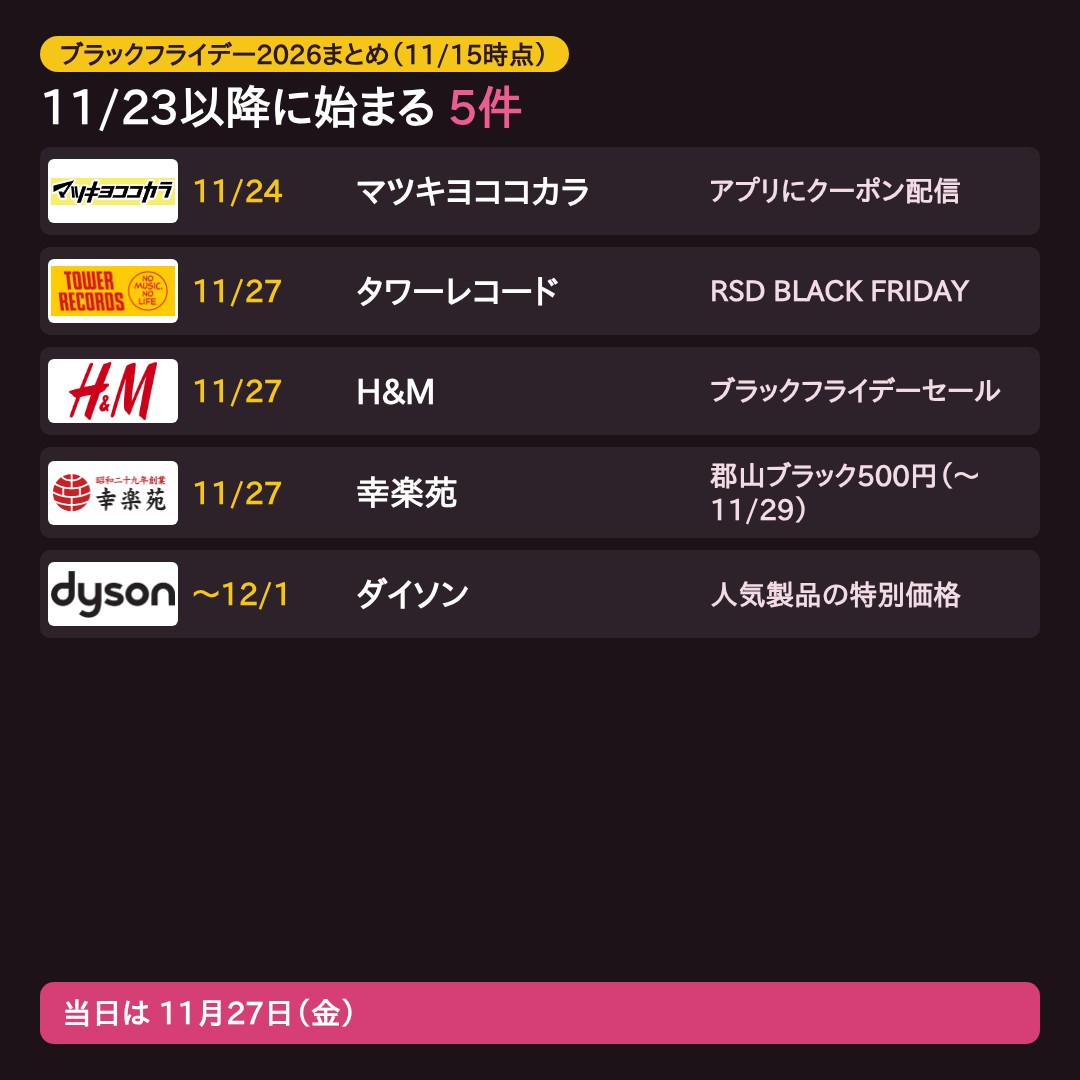 ブラックフライデー2026まとめ（11/15時点）
11/23以降に始まる 5件
マツキヨココカラ 11/24 マツキヨココカラ アプリにクーポン配信
TOWER RECORDS NO MUSIC, NO LIFE 11/27 タワーレコード RSD BLACK FRIDAY
H&M 11/27 H&M ブラックフライデーセール
昭和二十九年創業
幸楽苑 11/27 幸楽苑 郡山ブラック500円（〜
11/29）
dyson 〜12/1 ダイソン 人気製品の特別価格
当日は 11月27日（金）